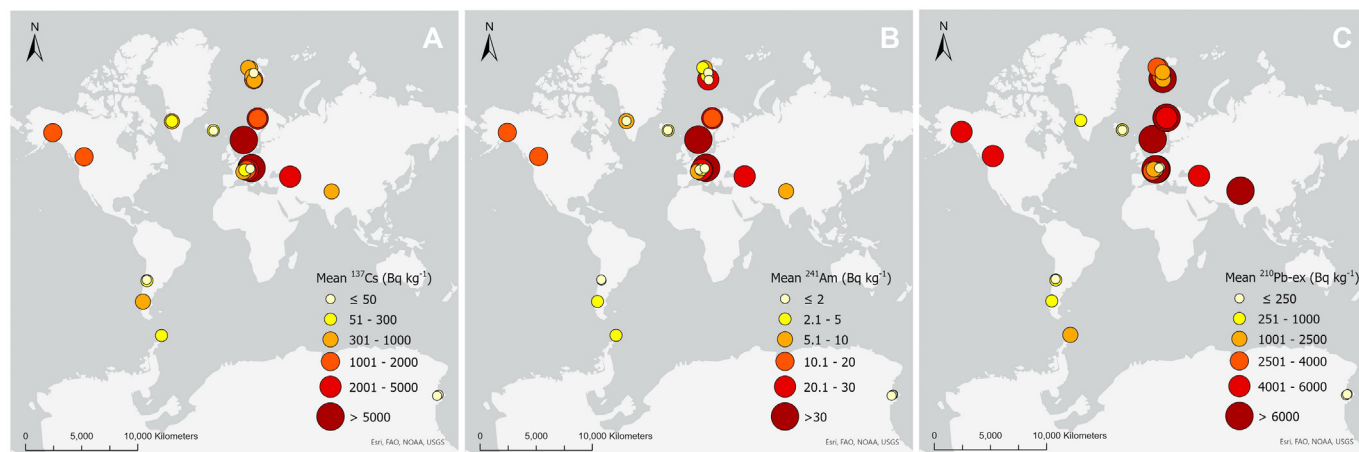 N
A
Mean ¹³⁷Cs (Bq kg⁻¹)
≤ 50
51 - 300
301 - 1000
1001 - 2000
2001 - 5000
> 5000
0
5,000
10,000 Kilometers
Esri, FAO, NOAA, USGS
N
B
Mean ²⁴¹Am (Bq kg⁻¹)
≤ 2
2.1 - 5
5.1 - 10
10.1 - 20
20.1 - 30
>30
0
5,000
10,000 Kilometers
Esri, FAO, NOAA, USGS
N
C
Mean ²¹⁰Pb-ex (Bq kg⁻¹)
≤ 250
251 - 1000
1001 - 2500
2501 - 4000
4001 - 6000
> 6000
0
5,000
10,000 Kilometers
Esri, FAO, NOAA, USGS